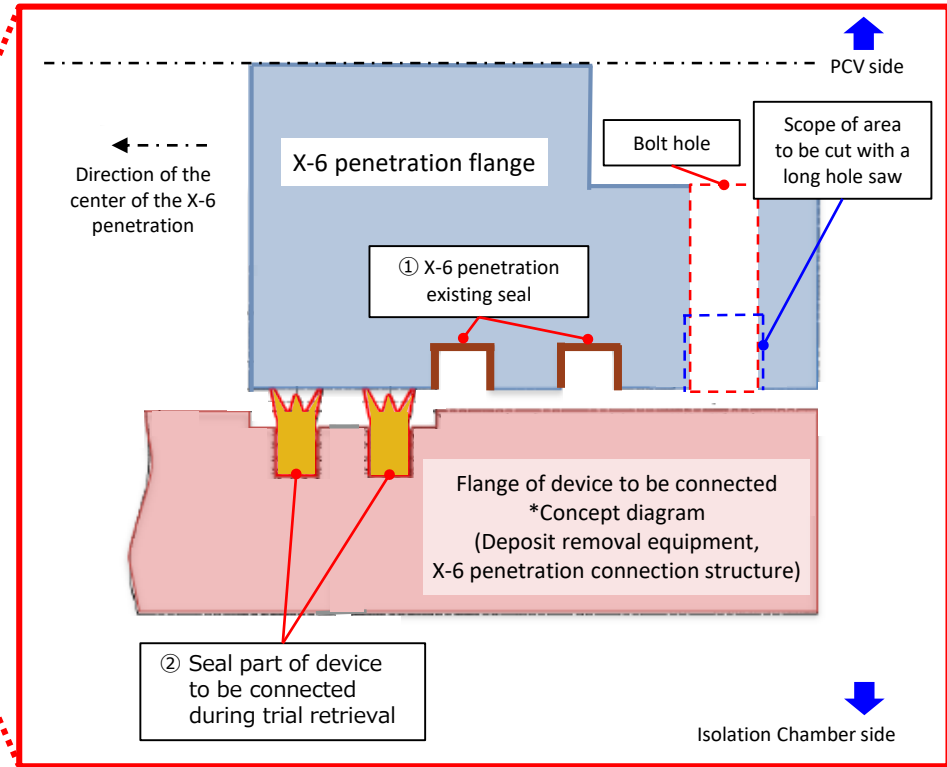 PCV side
Direction of the
center of the X-6
penetration
X-6 penetration flange
Bolt hole
Scope of area
to be cut with a
long hole saw
① X-6 penetration
existing seal
Flange of device to be connected
*Concept diagram
(Deposit removal equipment,
X-6 penetration connection structure)
② Seal part of device
to be connected
during trial retrieval
Isolation Chamber side